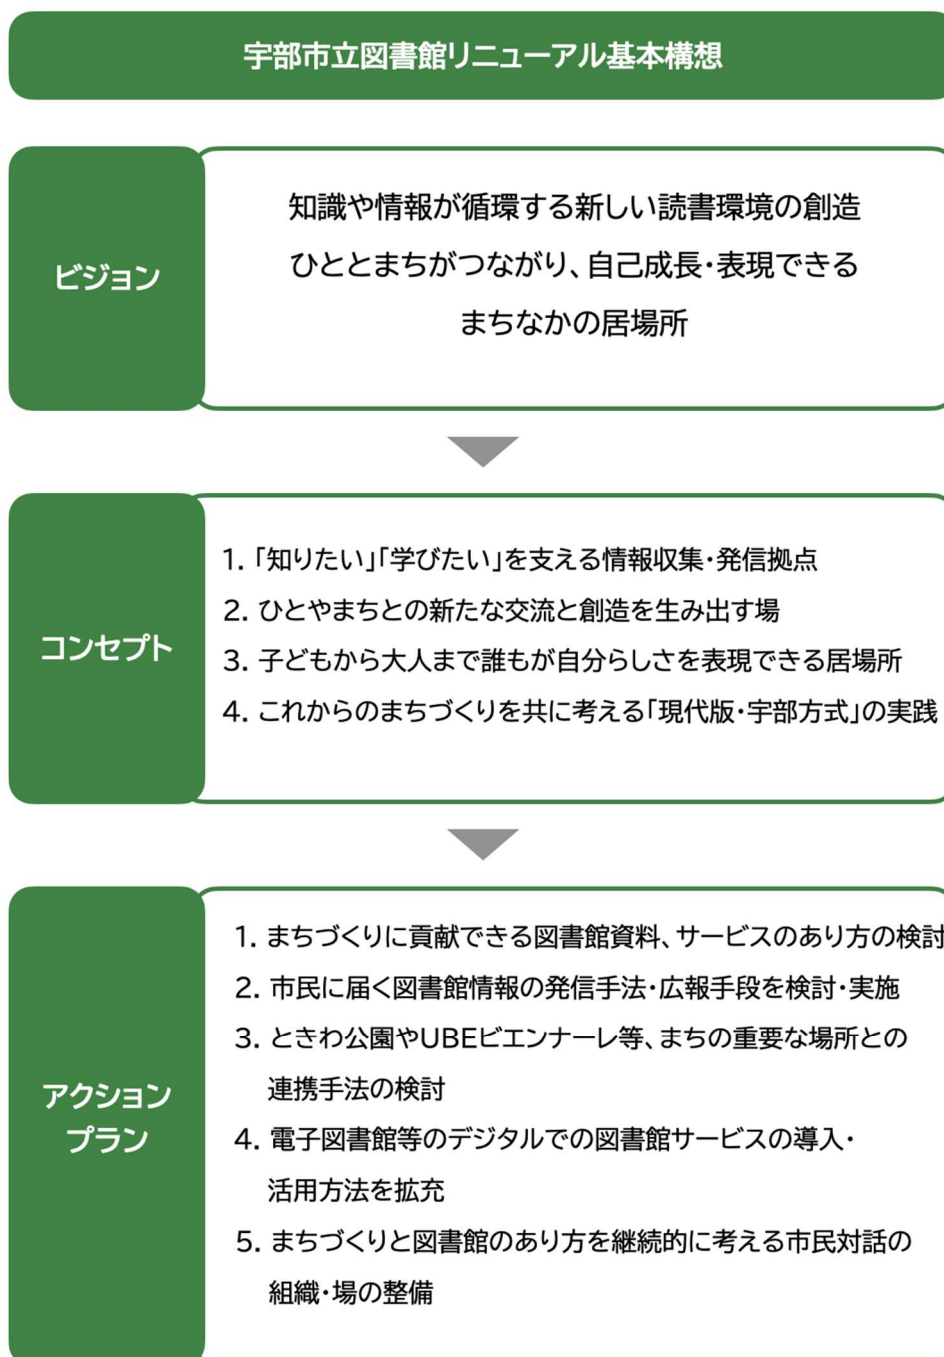 宇部市立図書館リニューアル基本構想
ビジョン
知識や情報が循環する新しい読書環境の創造
ひととまちがつながり、自己成長・表現できる
まちなかの居場所
コンセプト
1. 「知りたい」「学びたい」を支える情報収集・発信拠点
2. ひとやまちとの新たな交流と創造を生み出す場
3. 子どもから大人まで誰もが自分らしさを表現できる居場所
4. これからのまちづくりを共に考える「現代版・宇部方式」の実践
アクション
プラン
1. まちづくりに貢献できる図書館資料、サービスのあり方の検討
2. 市民に届く図書館情報の発信手法・広報手段を検討・実施
3. ときわ公園やUBEビエンナーレ等、まちの重要な場所との
連携手法の検討
4. 電子図書館等のデジタルでの図書館サービスの導入・
活用方法を拡充
5. まちづくりと図書館のあり方を継続的に考える市民対話の
組織・場の整備